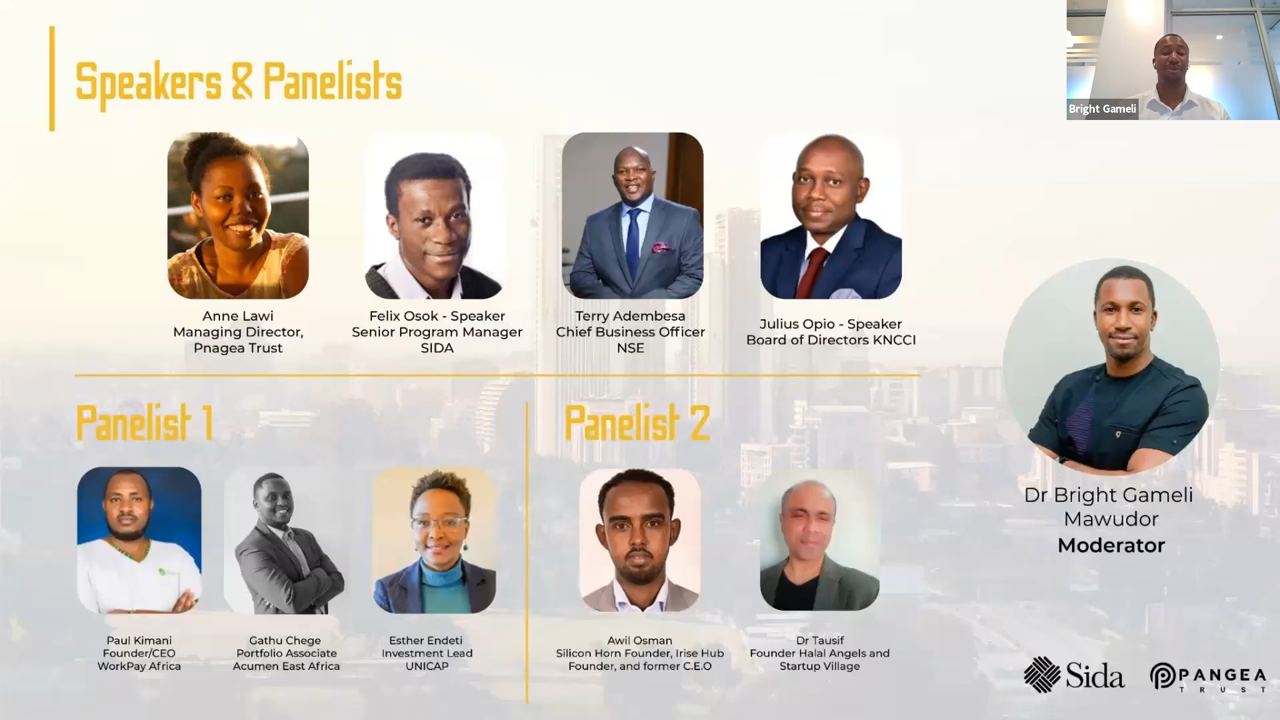 Speakers & Panelists
Bright Gameli
Anne Lawi
Managing Director,
Pnagea Trust
Felix Osok - Speaker
Senior Program Manager
SIDA
Terry Adembesa
Chief Business Officer
NSE
Julius Opio - Speaker
Board of Directors KNCCI
Panelist 1
Paul Kimani
Founder/CEO
WorkPay Africa
Gathu Chege
Portfolio Associate
Acumen East Africa
Esther Endeti
Investment Lead
UNICAP
Panelist 2
Awil Osman
Silicon Horn Founder, Irise Hub
Founder, and former C.E.O
Dr Tausif
Founder Halal Angels and
Startup Village
Dr Bright Gameli
Mawudor
Moderator
Sida
PANGEA
TRUST